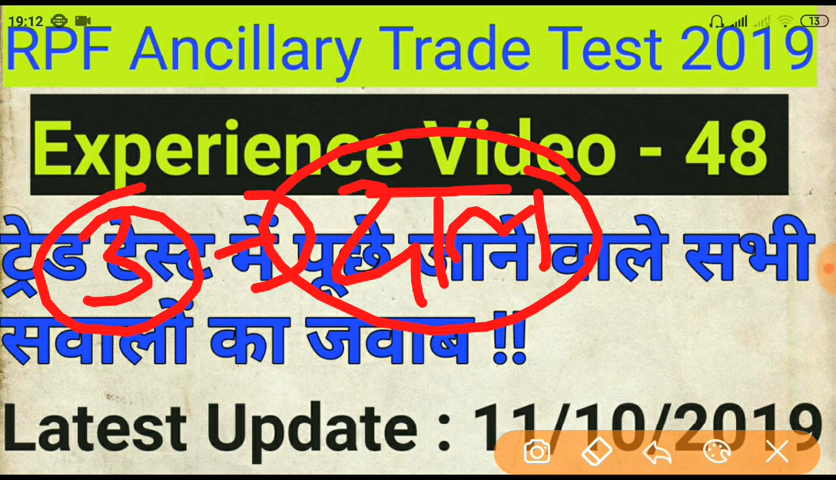 19:12
13
RPF Ancillary Trade Test 2019
Experience Video - 48
3 दाल
ट्रेड टेस्ट में पूछे जाने वाले सभी
सवालों का जवाब !!
Latest Update : 11/10/2019